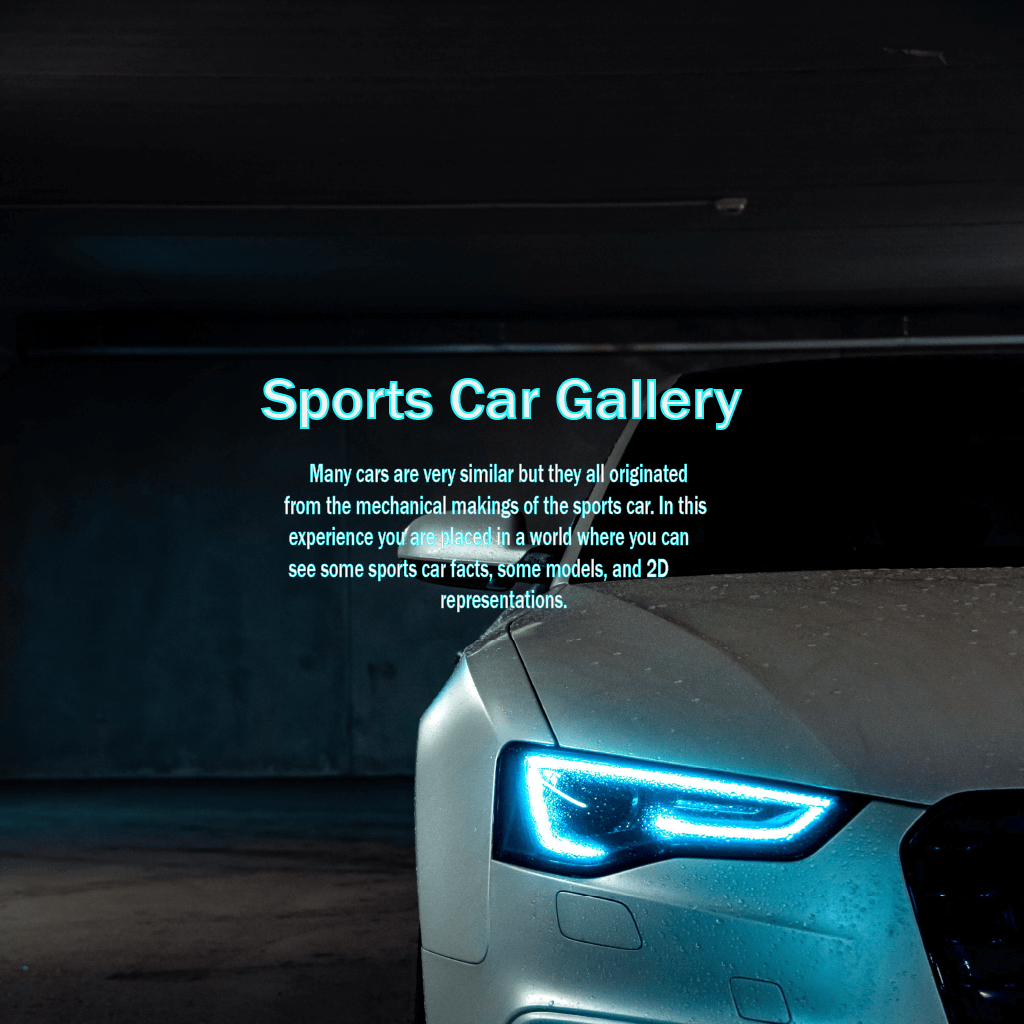 Sports Car Gallery
Many cars are very similar but they all originated
from the mechanical makings of the sports car. In this
experience you are placed in a world where you can
see some sports car facts, some models, and 2D
representations.